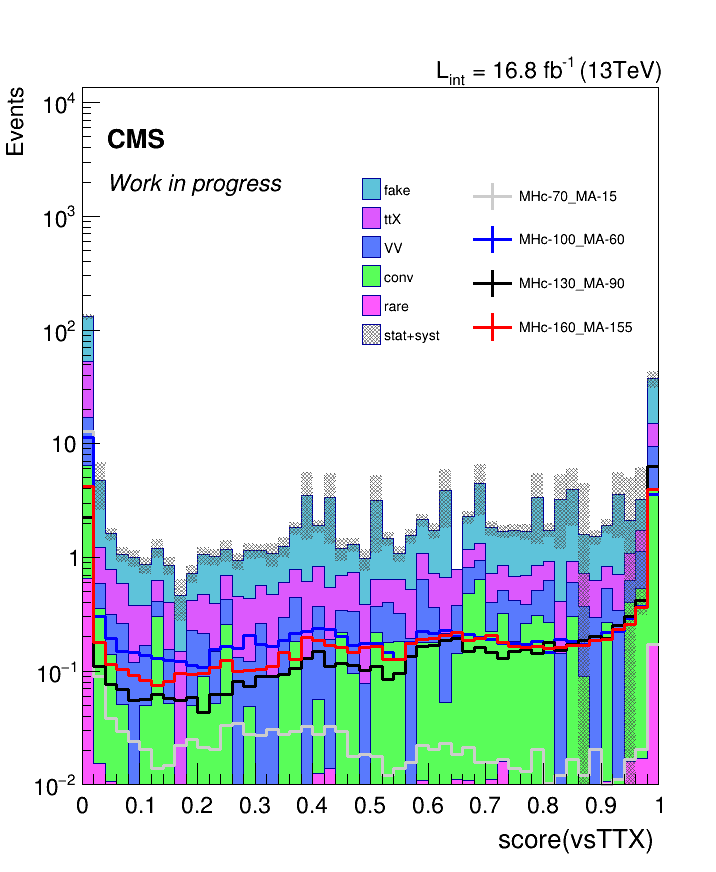 L_int = 16.8 fb^-1 (13TeV)
Events
10^4
CMS
Work in progress
fake
MHc-70_MA-15
ttX
10^3
VV
MHc-100_MA-60
conv
MHc-130_MA-90
rare
MHc-160_MA-155
10^2
stat+syst
10
1
10^-1
10^-2
0 0.1 0.2 0.3 0.4 0.5 0.6 0.7 0.8 0.9 1
score(vsTTX)